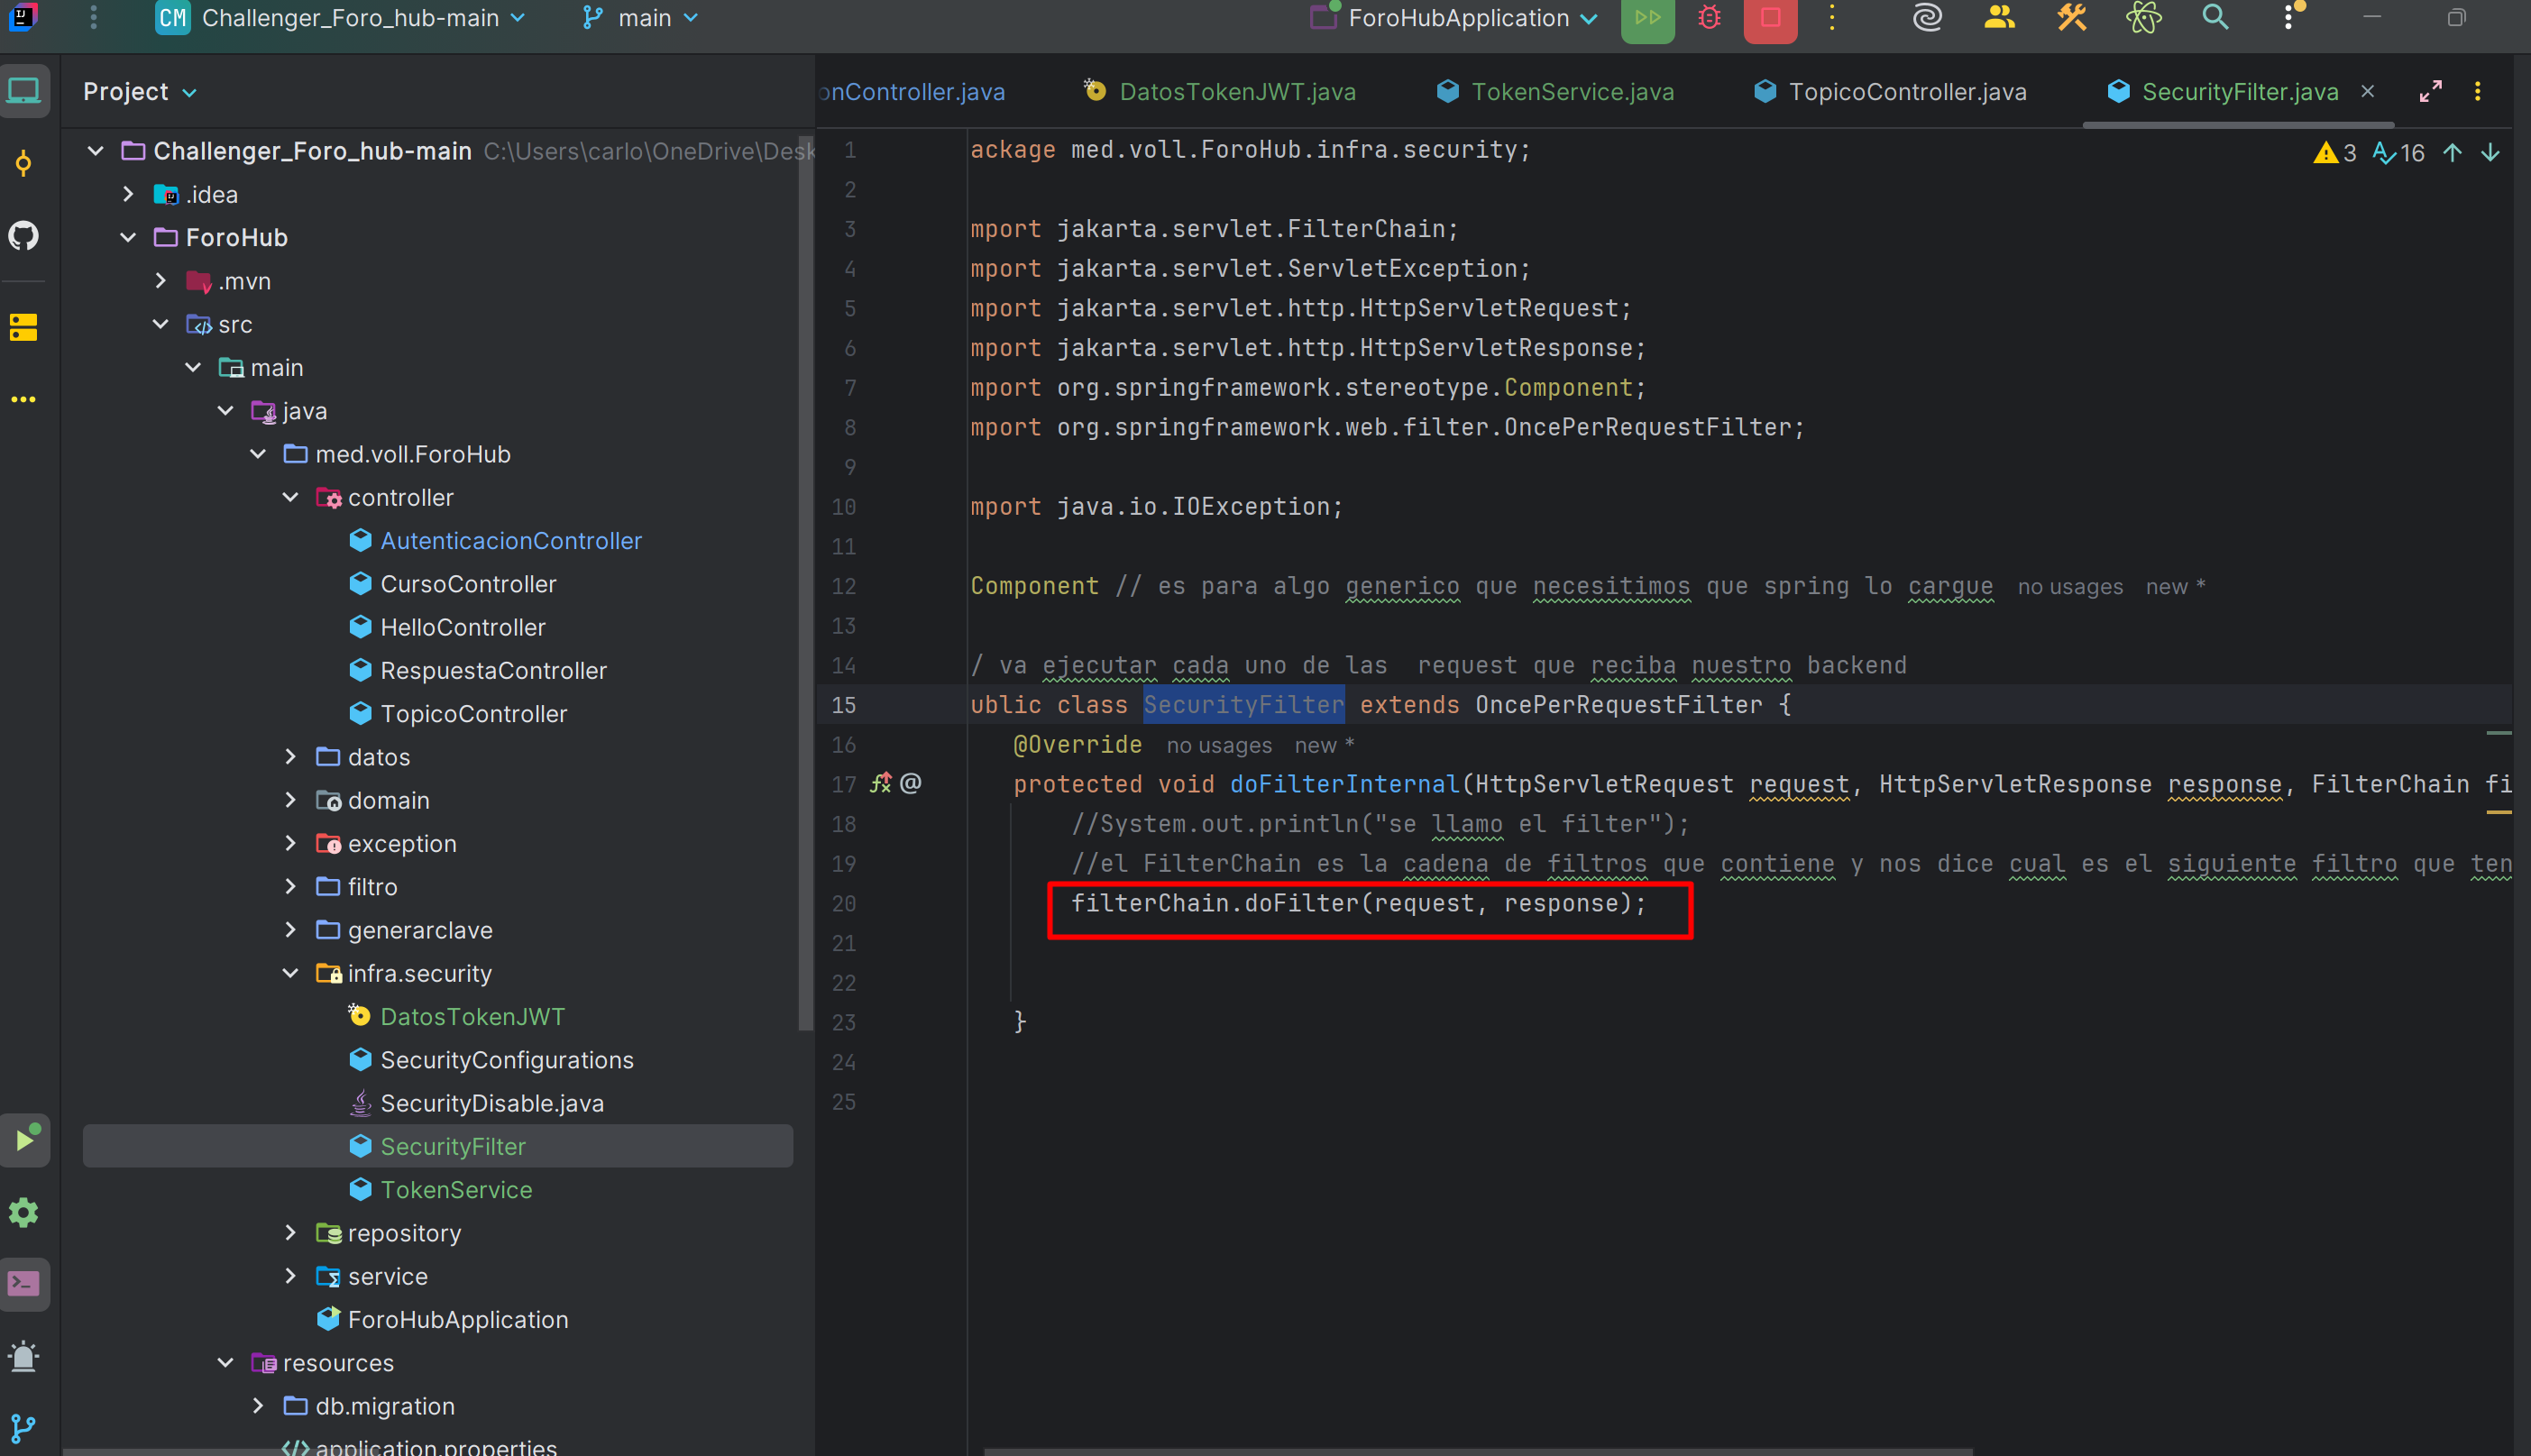 CM Challenger_Foro_hub-main main ForoHubApplication
Project
onController.java DatosTokenJWT.java TokenService.java TopicoController.java SecurityFilter.java
Challenger_Foro_hub-main C:\Users\carlo\OneDrive\Desk
.idea
ForoHub
.mvn
src
main
java
med.voll.ForoHub
controller
AutenticacionController
CursoController
HelloController
RespuestaController
TopicoController
datos
domain
exception
filtro
generarclave
infra.security
DatosTokenJWT
SecurityConfigurations
SecurityDisable.java
SecurityFilter
TokenService
repository
service
ForoHubApplication
resources
db.migration
application.properties
3 16
1 ackage med.voll.ForoHub.infra.security;
2
3 mport jakarta.servlet.FilterChain;
4 mport jakarta.servlet.ServletException;
5 mport jakarta.servlet.http.HttpServletRequest;
6 mport jakarta.servlet.http.HttpServletResponse;
7 mport org.springframework.stereotype.Component;
8 mport org.springframework.web.filter.OncePerRequestFilter;
9
10 mport java.io.IOException;
11
12 Component // es para algo generico que necesitimos que spring lo cargue no usages new *
13
14 / va ejecutar cada uno de las  request que reciba nuestro backend
15 ublic class SecurityFilter extends OncePerRequestFilter {
16 @Override no usages new *
17 protected void doFilterInternal(HttpServletRequest request, HttpServletResponse response, FilterChain fi
18 //System.out.println("se llamo el filter");
19 //el FilterChain es la cadena de filtros que contiene y nos dice cual es el siguiente filtro que ten
20 filterChain.doFilter(request, response);
21
22
23 }
24
25